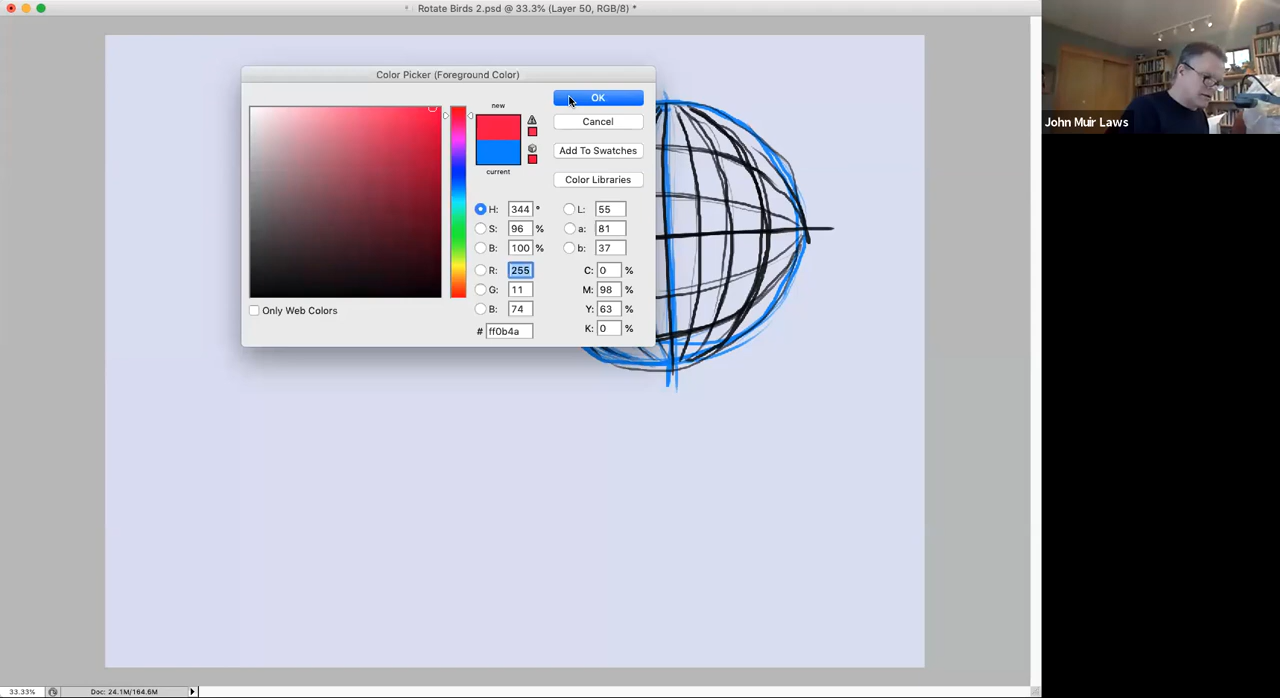 Rotate Birds 2.psd @ 33.3% (Layer 50, RGB/8) *
Color Picker (Foreground Color)
new
current
OK
Cancel
Add To Swatches
Color Libraries
H: 344 °
S: 96 %
B: 100 %
R: 255
G: 11
B: 74
# ff0b4a
L: 55
a: 81
b: 37
C: 0 %
M: 98 %
Y: 63 %
K: 0 %
Only Web Colors
John Muir Laws
33.33%
Doc: 24.1M/164.6M